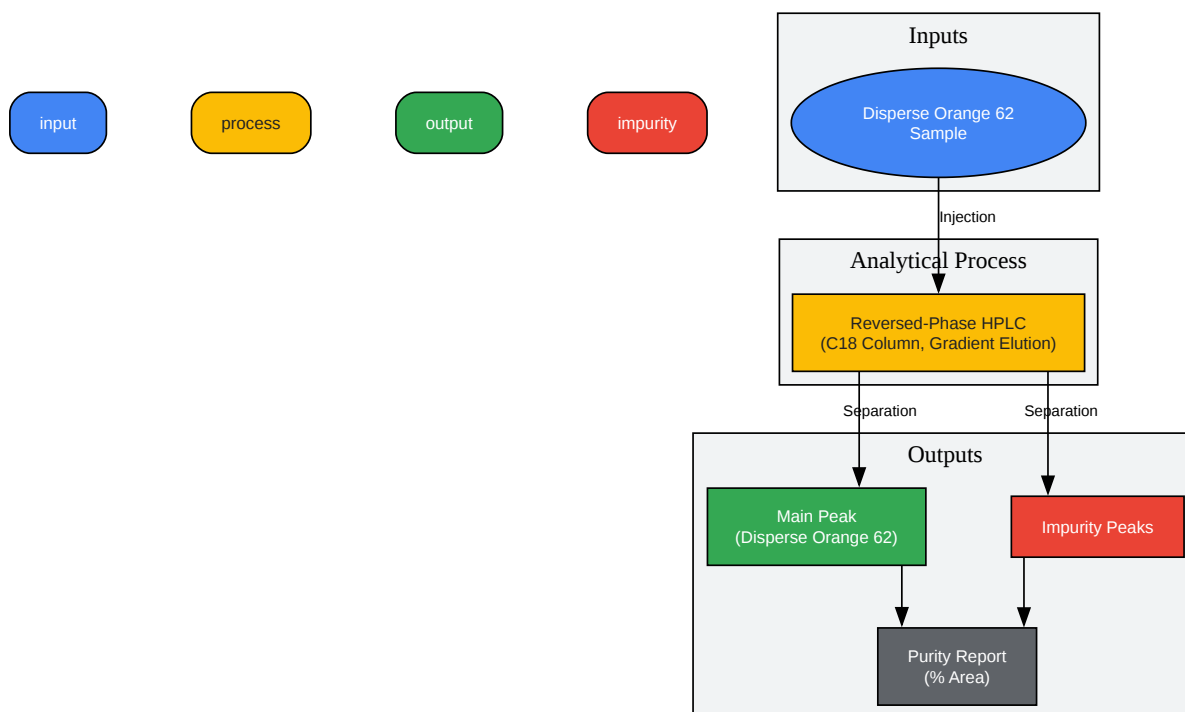 Inputs
input
process
output
impurity
Disperse Orange 62
Sample
Injection
Analytical Process
Reversed-Phase HPLC
(C18 Column, Gradient Elution)
Separation
Separation
Outputs
Main Peak
(Disperse Orange 62)
Impurity Peaks
Purity Report
(% Area)